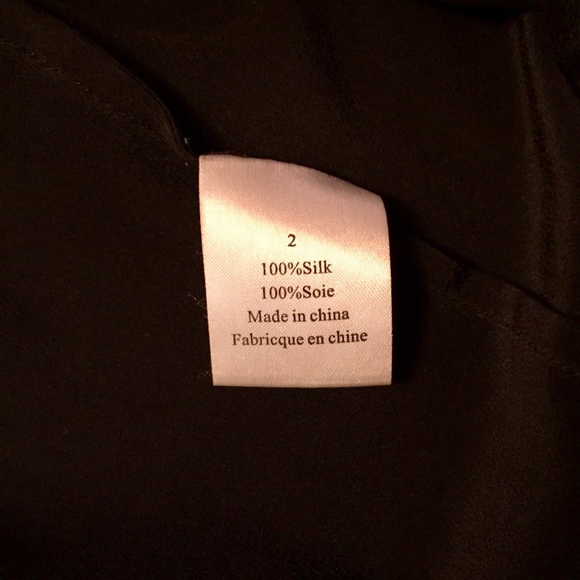 2
100%Silk
100%Soie
Made in china
Fabricque en chine